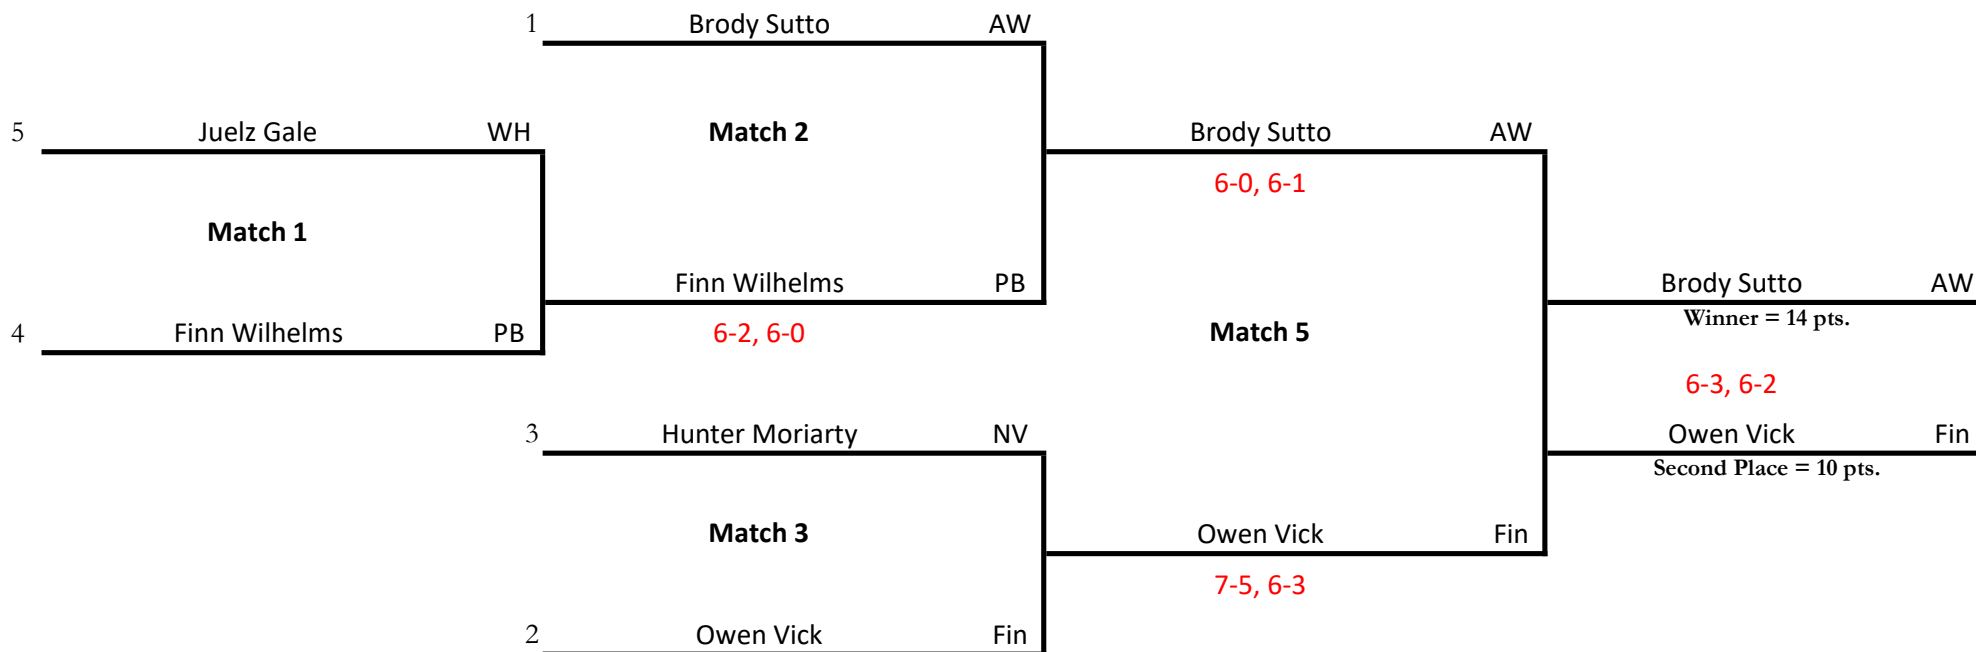 1 Brody Sutto AW
5 Juelz Gale WH
Match 2
Brody Sutto AW
6-0, 6-1
Match 1
Finn Wilhelms PB
Brody Sutto AW
Winner = 14 pts.
4 Finn Wilhelms PB
6-2, 6-0
Match 5
6-3, 6-2
3 Hunter Moriarty NV
Owen Vick Fin
Second Place = 10 pts.
Match 3
Owen Vick Fin
7-5, 6-3
2 Owen Vick Fin